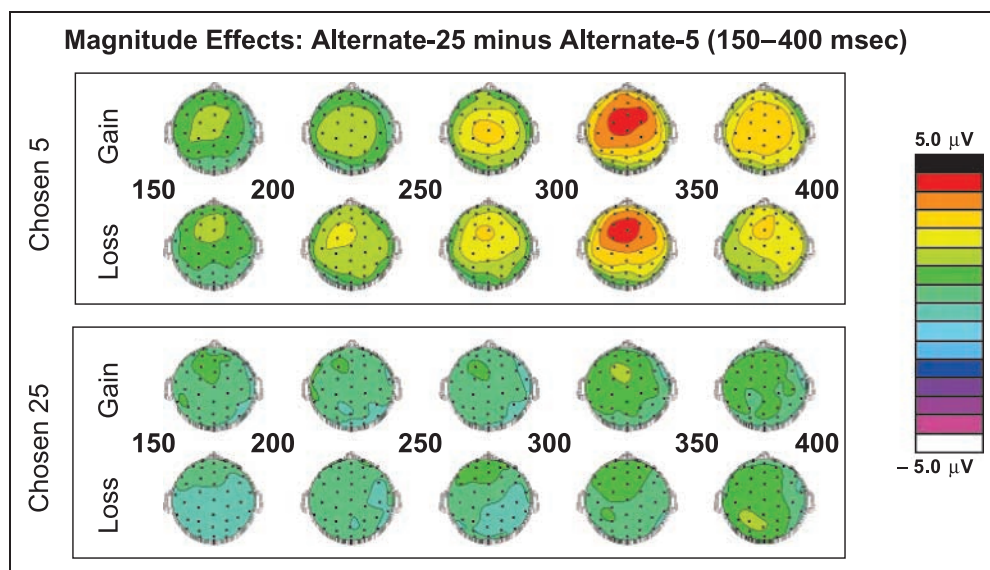 Magnitude Effects: Alternate-25 minus Alternate-5 (150–400 msec)
Chosen 5
Gain
150 200 250 300 350 400
Loss
Chosen 25
Gain
150 200 250 300 350 400
Loss
5.0 μV
– 5.0 μV